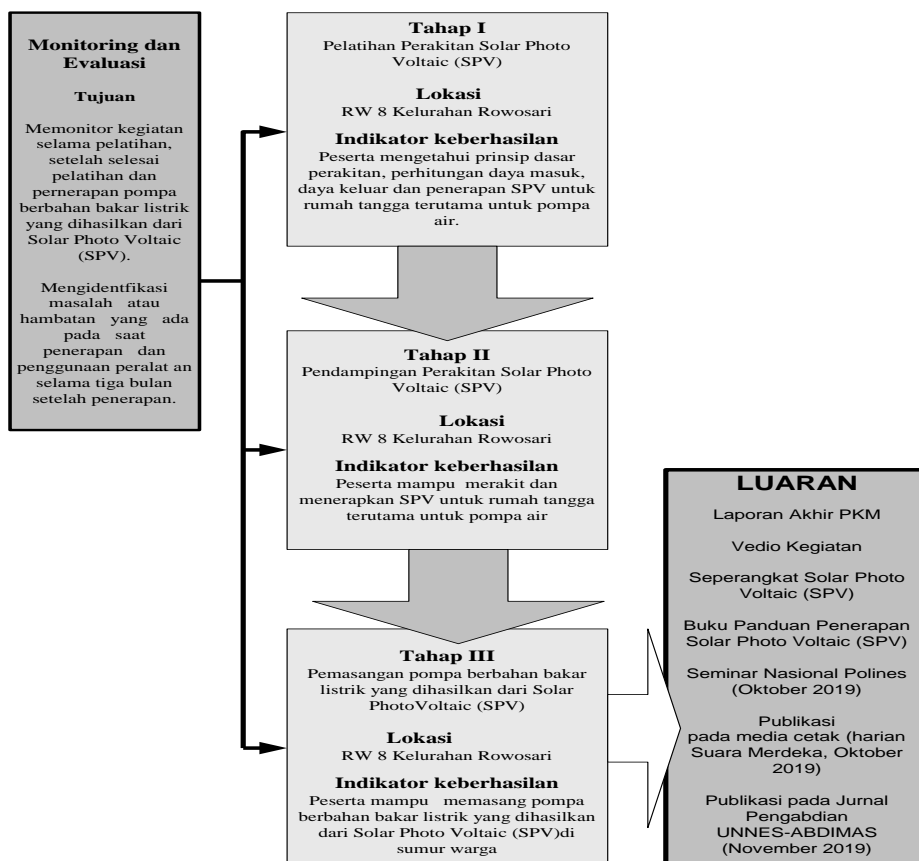 Monitoring dan
Evaluasi
Tujuan
Memonitor kegiatan
selama pelatihan,
setelah selesai
pelatihan dan
pernerapan pompa
berbahan bakar listrik
yang dihasilkan dari
Solar Photo Voltaic
(SPV).
Mengidentfikasi
masalah atau
hambatan yang ada
pada saat
penerapan dan
penggunaan peralat an
selama tiga bulan
setelah penerapan.
Tahap I
Pelatihan Perakitan Solar Photo
Voltaic (SPV)
Lokasi
RW 8 Kelurahan Rowosari
Indikator keberhasilan
Peserta mengetahui prinsip dasar
perakitan, perhitungan daya masuk,
daya keluar dan penerapan SPV untuk
rumah tangga terutama untuk pompa
air.
Tahap II
Pendampingan Perakitan Solar Photo
Voltaic (SPV)
Lokasi
RW 8 Kelurahan Rowosari
Indikator keberhasilan
Peserta mampu merakit dan
menerapkan SPV untuk rumah tangga
terutama untuk pompa air
Tahap III
Pemasangan pompa berbahan bakar
listrik yang dihasilkan dari Solar
PhotoVoltaic (SPV)
Lokasi
RW 8 Kelurahan Rowosari
Indikator keberhasilan
Peserta mampu memasang pompa
berbahan bakar listrik yang dihasilkan
dari Solar Photo Voltaic (SPV)di
sumur warga
LUARAN
Laporan Akhir PKM
Vedio Kegiatan
Seperangkat Solar Photo
Voltaic (SPV)
Buku Panduan Penerapan
Solar Photo Voltaic (SPV)
Seminar Nasional Polines
(Oktober 2019)
Publikasi
pada media cetak (harian
Suara Merdeka, Oktober
2019)
Publikasi pada Jurnal
Pengabdian
UNNES-ABDIMAS
(November 2019)